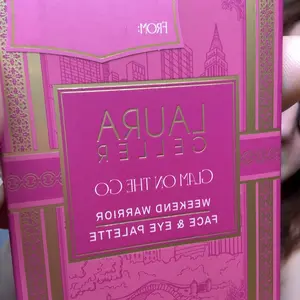 FROM:
LAURA
GELLER
GLAM ON THE GO
WEEKEND WARRIOR
FACE & EYE PALETTE